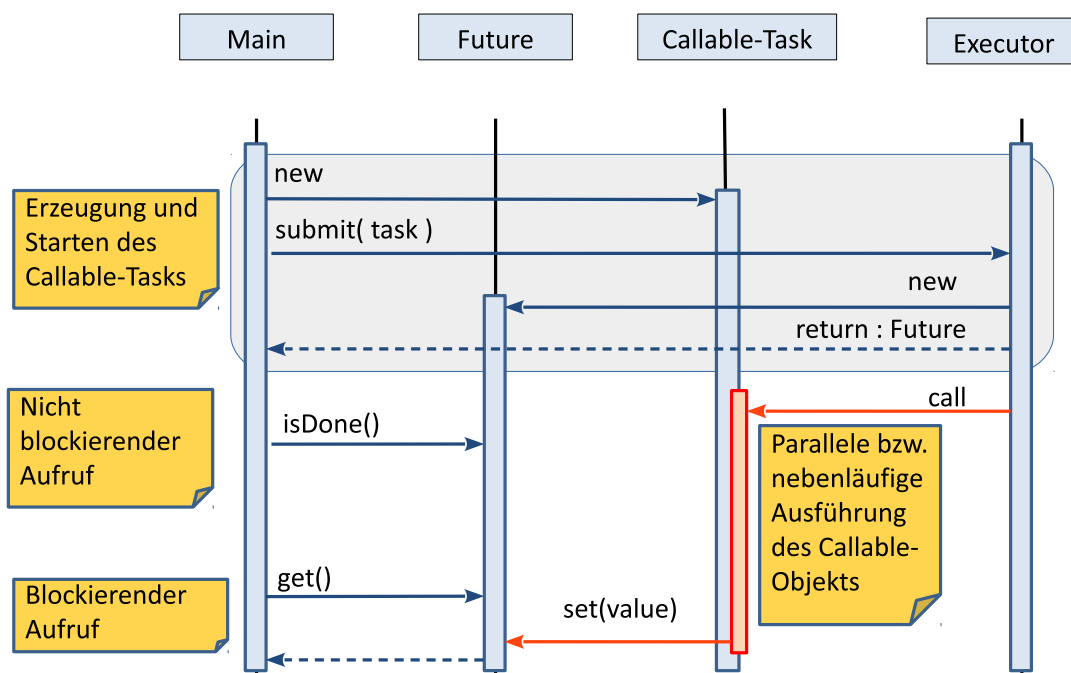 Main
Future
Callable-Task
Executor
new
Erzeugung und
Starten des
Callable-Tasks
submit( task )
new
return : Future
Nicht
blockierender
Aufruf
isDone()
call
Parallele bzw.
nebenläufige
Ausführung
des Callable-
Objekts
Blockierender
Aufruf
get()
set(value)